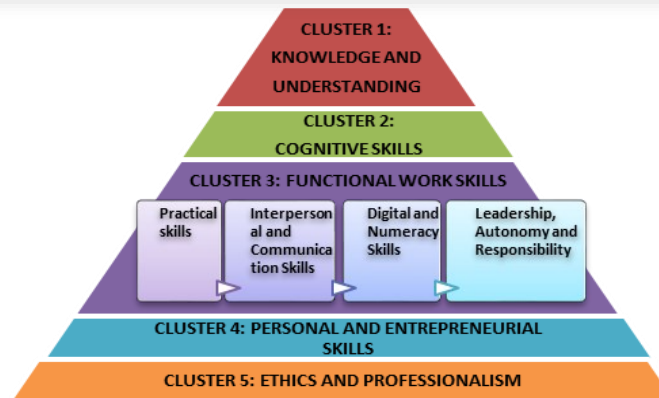 CLUSTER 1:
KNOWLEDGE AND
UNDERSTANDING
CLUSTER 2:
COGNITIVE SKILLS
CLUSTER 3: FUNCTIONAL WORK SKILLS
Practical
skills
Interperson
al and
Communica
tion Skills
Digital and
Numeracy
Skills
Leadership,
Autonomy and
Responsibility
CLUSTER 4: PERSONAL AND ENTREPRENEURIAL
SKILLS
CLUSTER 5: ETHICS AND PROFESSIONALISM